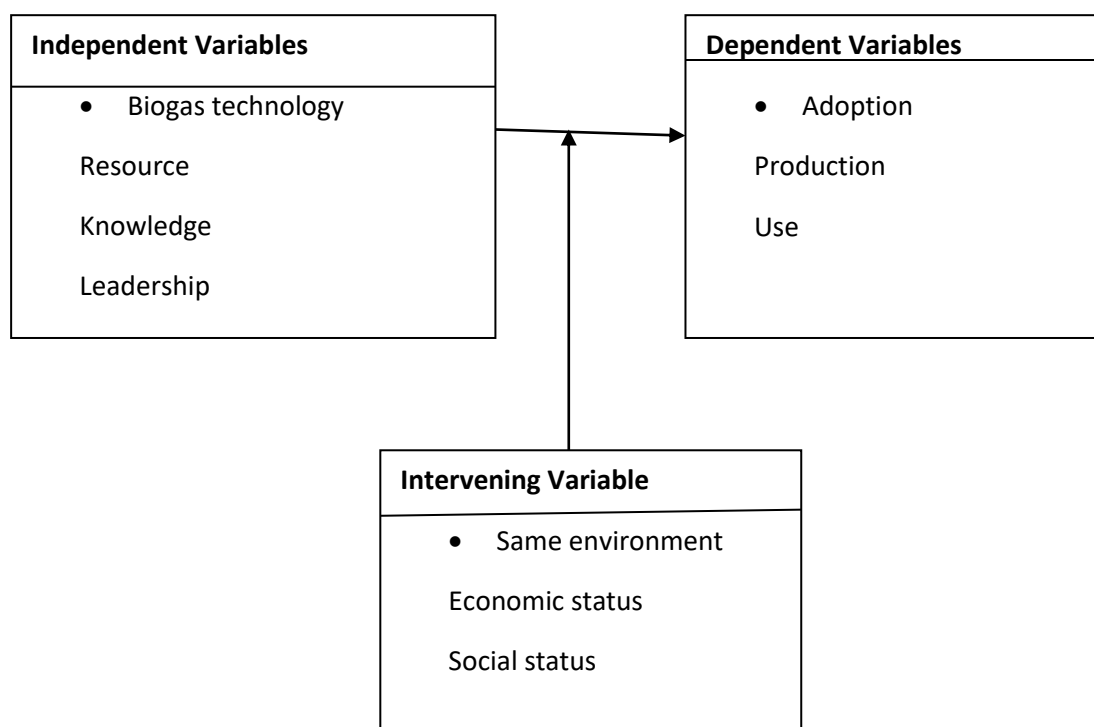 Independent Variables
• Biogas technology
Resource
Knowledge
Leadership
Dependent Variables
• Adoption
Production
Use
Intervening Variable
• Same environment
Economic status
Social status